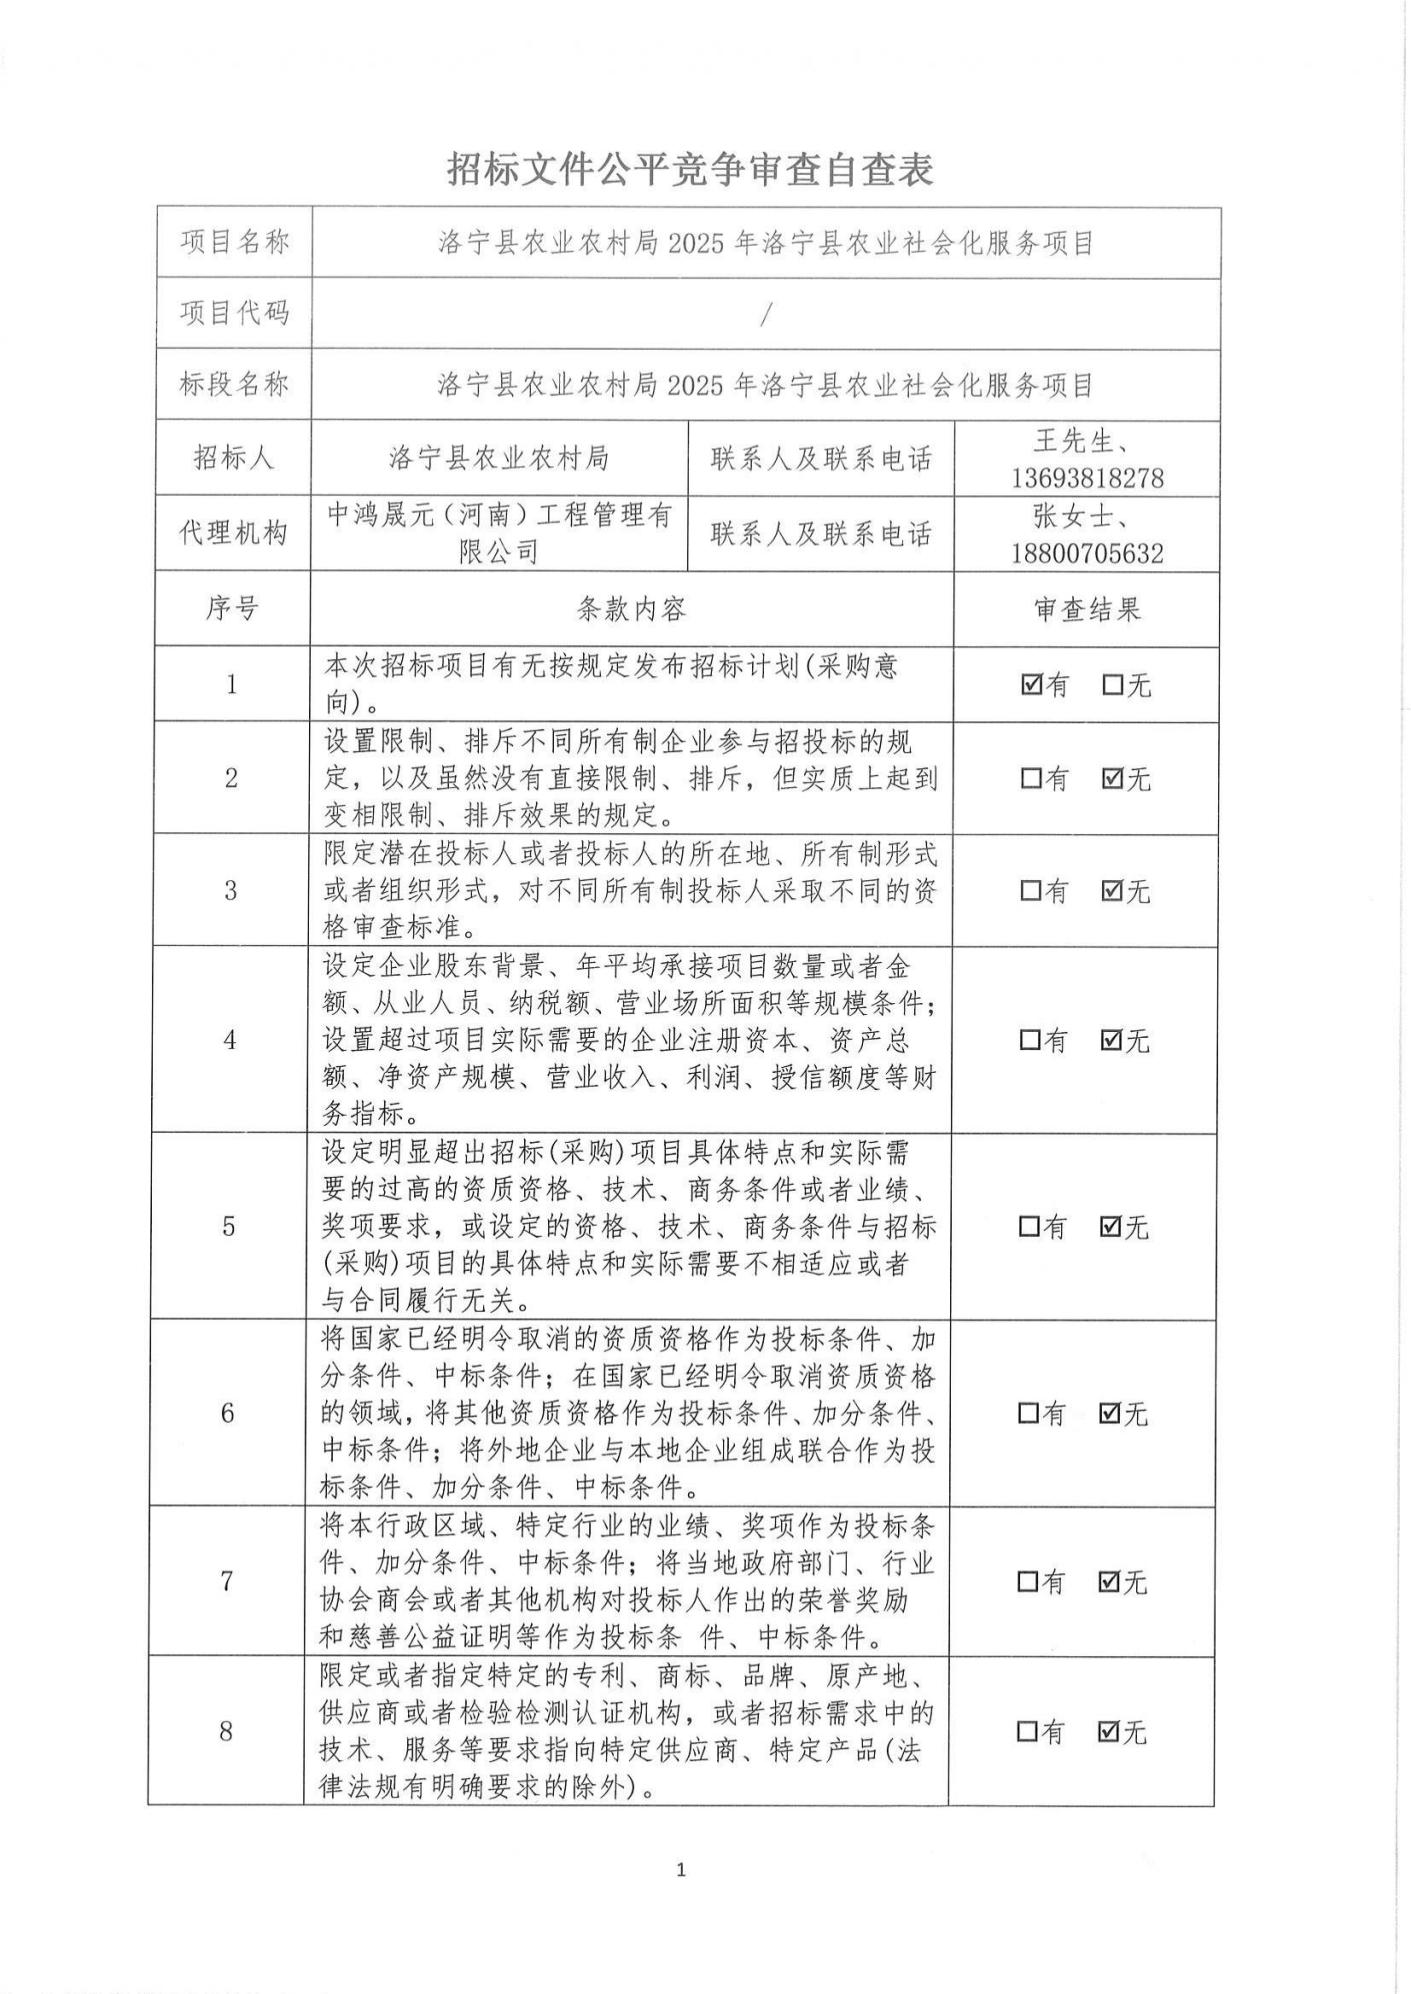 招标文件公平竞争审查自查表
项目名称 洛宁县农业农村局 2025 年洛宁县农业社会化服务项目
项目代码 /
标段名称 洛宁县农业农村局 2025 年洛宁县农业社会化服务项目
招标人 洛宁县农业农村局 联系人及联系电话 王先生、
13693818278
代理机构 中鸿晟元（河南）工程管理有
限公司 联系人及联系电话 张女士、
18800705632
序号 条款内容 审查结果
1 本次招标项目有无按规定发布招标计划(采购意
向)。 ☑有 ☐无
2 设置限制、排斥不同所有制企业参与招投标的规
定，以及虽然没有直接限制、排斥，但实质上起到
变相限制、排斥效果的规定。 ☐有 ☑无
3 限定潜在投标人或者投标人的所在地、所有制形式
或者组织形式，对不同所有制投标人采取不同的资
格审查标准。 ☐有 ☑无
4 设定企业股东背景、年平均承接项目数量或者金
额、从业人员、纳税额、营业场所面积等规模条件；
设置超过项目实际需要的企业注册资本、资产总
额、净资产规模、营业收入、利润、授信额度等财
务指标。 ☐有 ☑无
5 设定明显超出招标(采购)项目具体特点和实际需
要的过高的资质资格、技术、商务条件或者业绩、
奖项要求，或设定的资格、技术、商务条件与招标
(采购)项目的具体特点和实际需要不相适应或者
与合同履行无关。 ☐有 ☑无
6 将国家已经明令取消的资质资格作为投标条件、加
分条件、中标条件；在国家已经明令取消资质资格
的领域，将其他资质资格作为投标条件、加分条件、
中标条件；将外地企业与本地企业组成联合作为投
标条件、加分条件、中标条件。 ☐有 ☑无
7 将本行政区域、特定行业的业绩、奖项作为投标条
件、加分条件、中标条件；将当地政府部门、行业
协会商会或者其他机构对投标人作出的荣誉奖励
和慈善公益证明等作为投标条 件、中标条件。 ☐有 ☑无
8 限定或者指定特定的专利、商标、品牌、原产地、
供应商或者检验检测认证机构，或者招标需求中的
技术、服务等要求指向特定供应商、特定产品(法
律法规有明确要求的除外)。 ☐有 ☑无
1